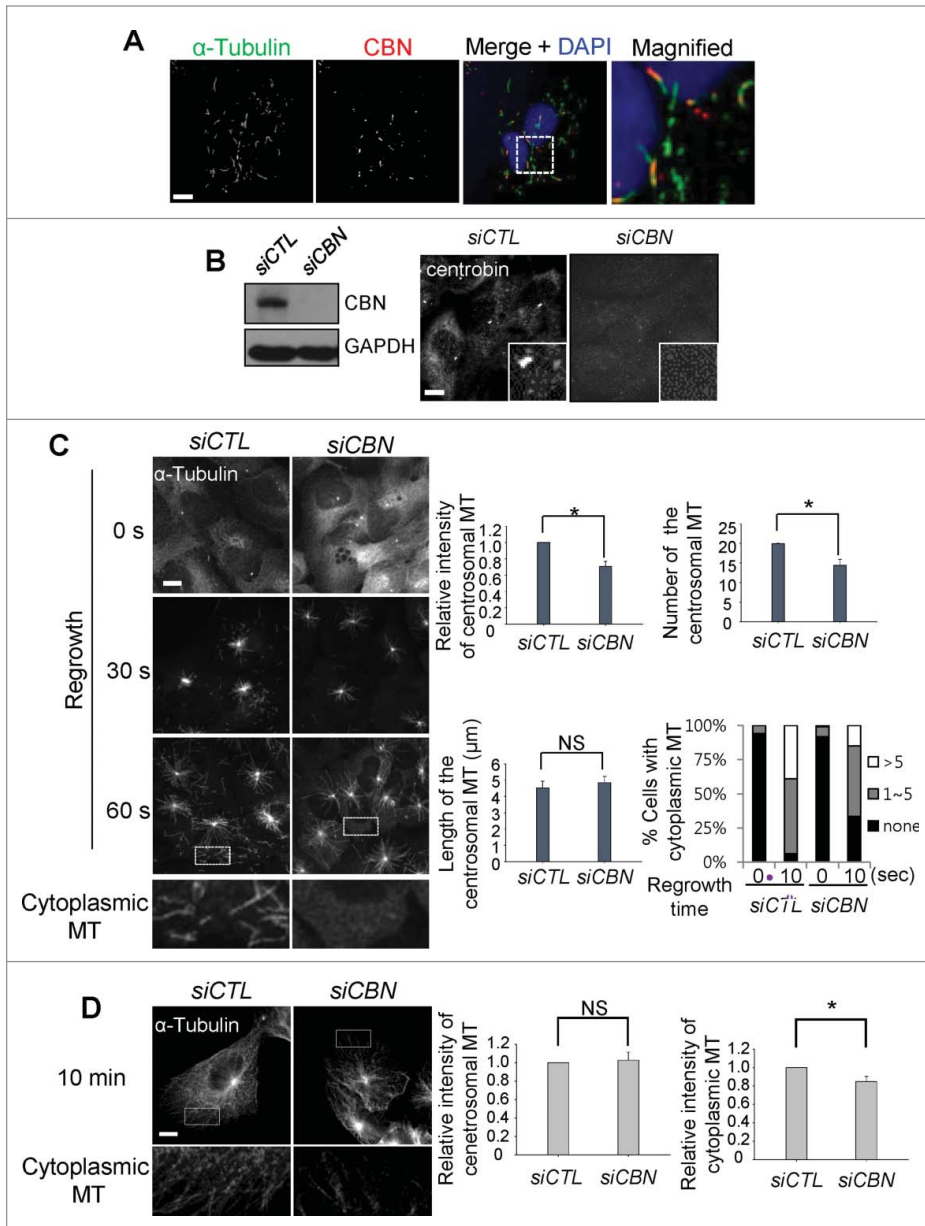 A
α-Tubulin
CBN
Merge + DAPI
Magnified
B
siCTL
siCBN
CBN
GAPDH
siCTL
siCBN
centrobin
C
siCTL
siCBN
α-Tubulin
Regrowth
0 s
30 s
60 s
Cytoplasmic
MT
Relative intensity
of centrosomal MT
1.2
1.0
0.8
0.6
0.4
0.2
0
*
siCTL
siCBN
Number of the
centrosomal MT
25
20
15
10
5
0
*
siCTL
siCBN
Length of the
centrosomal MT (μm)
6
5
4
3
2
1
0
NS
siCTL
siCBN
% Cells with
cytoplasmic MT
100%
75%
50%
25%
0%
>5
1~5
none
0 10 0 10 (sec)
Regrowth
time
siCTL
siCBN
D
siCTL
siCBN
α-Tubulin
10 min
Cytoplasmic
MT
Relative intensity of
cenetrosomal MT
1.2
1.0
0.8
0.6
0.4
0.2
0
NS
siCTL
siCBN
Relative intensity of
cytoplasmic MT
1.2
1.0
0.8
0.6
0.4
0.2
0
*
siCTL
siCBN